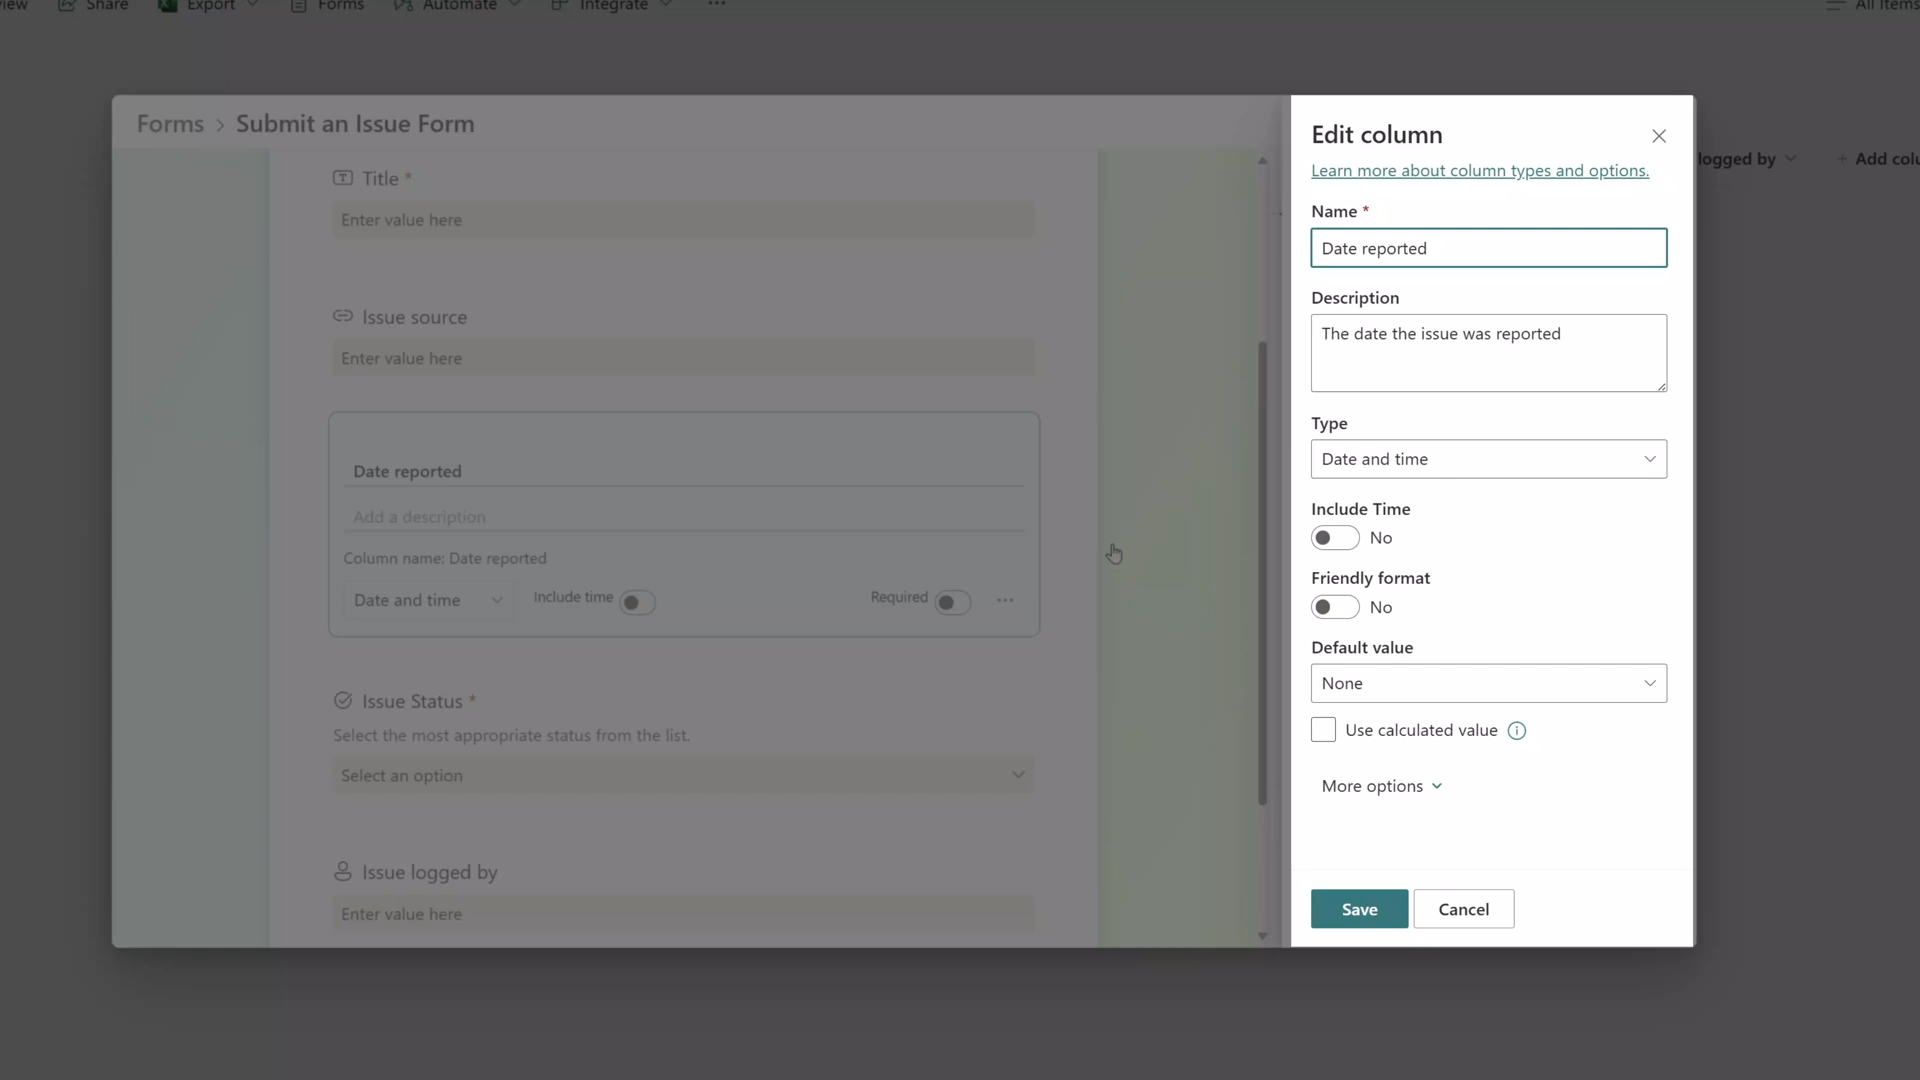 Share
Export
Forms
Automate
Integrate
...
All Items
Forms > Submit an Issue Form
Title *
Enter value here
Issue source
Enter value here
Date reported
Add a description
Column name: Date reported
Date and time
Include time
Required
...
Issue Status *
Select the most appropriate status from the list.
Select an option
Issue logged by
Enter value here
Edit column
Learn more about column types and options.
Name *
Date reported
Description
The date the issue was reported
Type
Date and time
Include Time
No
Friendly format
No
Default value
None
Use calculated value
More options
Save
Cancel
logged by
+ Add colu